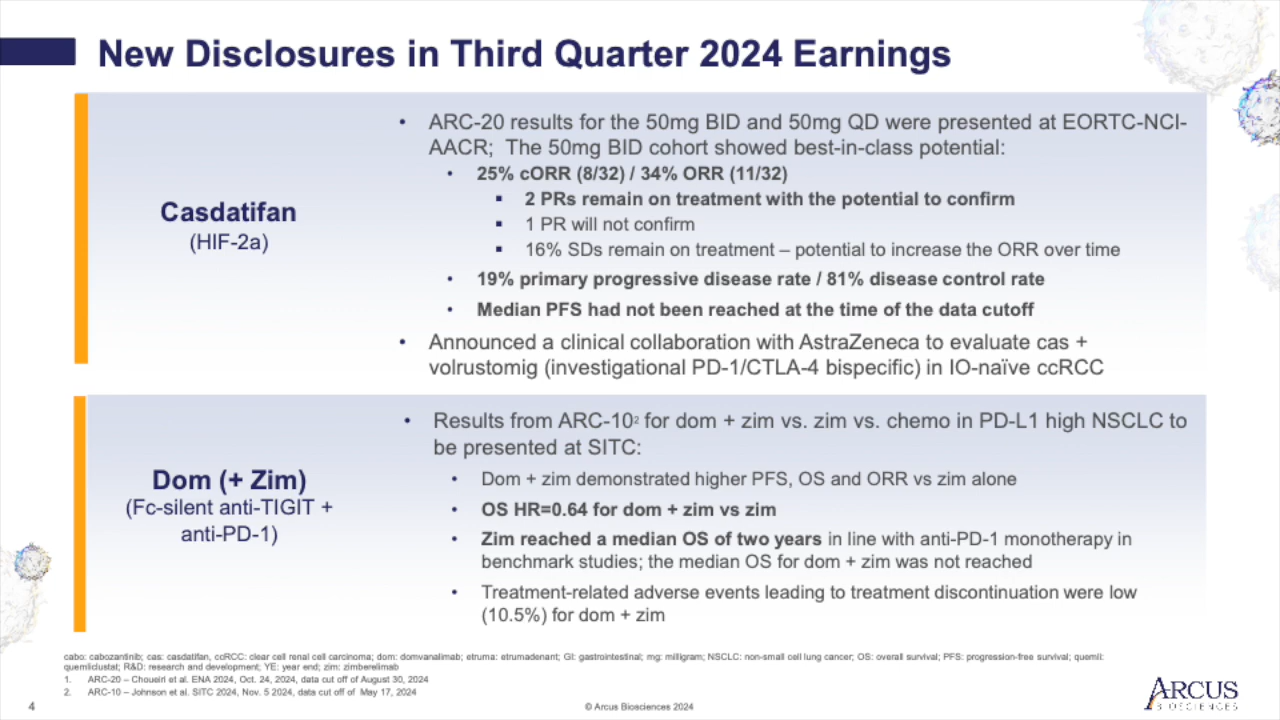 New Disclosures in Third Quarter 2024 Earnings
Casdatifan
(HIF-2a)
• ARC-20 results for the 50mg BID and 50mg QD were presented at EORTC-NCI-
AACR;  The 50mg BID cohort showed best-in-class potential:
• 25% cORR (8/32) / 34% ORR (11/32)
▪ 2 PRs remain on treatment with the potential to confirm
▪ 1 PR will not confirm
▪ 16% SDs remain on treatment – potential to increase the ORR over time
• 19% primary progressive disease rate / 81% disease control rate
• Median PFS had not been reached at the time of the data cutoff
• Announced a clinical collaboration with AstraZeneca to evaluate cas +
volrustomig (investigational PD-1/CTLA-4 bispecific) in IO-naïve ccRCC
Dom (+ Zim)
(Fc-silent anti-TIGIT +
anti-PD-1)
• Results from ARC-10² for dom + zim vs. zim vs. chemo in PD-L1 high NSCLC to
be presented at SITC:
• Dom + zim demonstrated higher PFS, OS and ORR vs zim alone
• OS HR=0.64 for dom + zim vs zim
• Zim reached a median OS of two years in line with anti-PD-1 monotherapy in
benchmark studies; the median OS for dom + zim was not reached
• Treatment-related adverse events leading to treatment discontinuation were low
(10.5%) for dom + zim
cabo: cabozantinib; cas: casdatifan, ccRCC: clear cell renal cell carcinoma; dom: domvanalimab; etruma: etrumadenant; GI: gastrointestinal; mg: milligram; NSCLC: non-small cell lung cancer; OS: overall survival; PFS: progression-free survival; quemli:
quemliclustat; R&D: research and development; YE: year end; zim: zimberelimab
1. ARC-20 – Choueiri et al. ENA 2024, Oct. 24, 2024, data cut off of August 30, 2024
2. ARC-10 – Johnson et al. SITC 2024, Nov. 5 2024, data cut off of  May 17, 2024
4
© Arcus Biosciences 2024
ARCUS
BIOSCIENCES